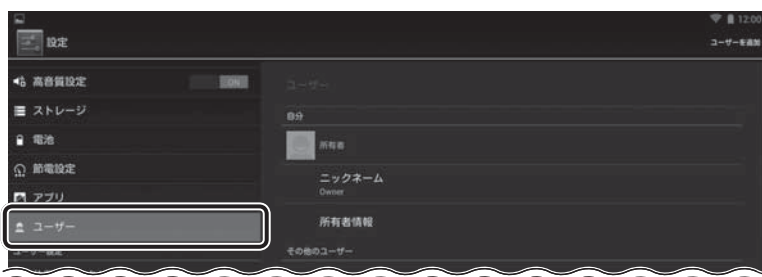 12:00
設定
ユーザーを追加
高音質設定
ON
ストレージ
電池
節電設定
アプリ
ユーザー
ユーザー
自分
所有者
ニックネーム
Owner
所有者情報
その他のユーザー